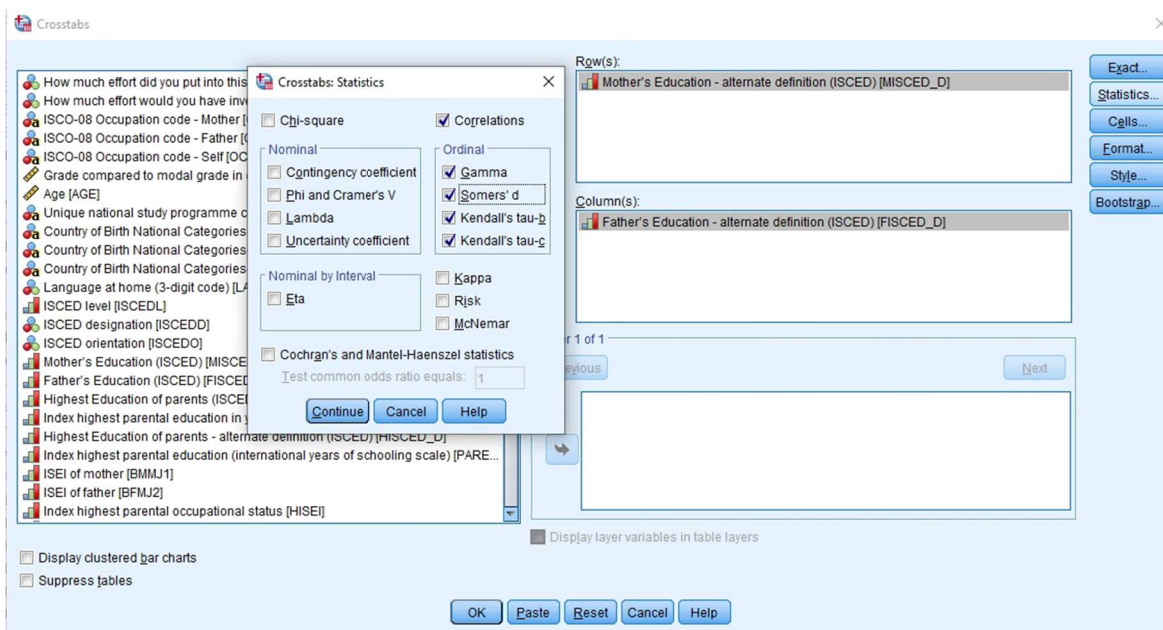 Crosstabs
How much effort did you put into this
How much effort would you have inv
ISCO-08 Occupation code - Mother [
ISCO-08 Occupation code - Father [
ISCO-08 Occupation code - Self [OC
Grade compared to modal grade in
Age [AGE]
Unique national study programme c
Country of Birth National Categories
Country of Birth National Categories
Country of Birth National Categories
Language at home (3-digit code) [LA
ISCED level [ISCEDL]
ISCED designation [ISCEDD]
ISCED orientation [ISCEDO]
Mother's Education (ISCED) [MISCE
Father's Education (ISCED) [FISCED
Highest Education of parents (ISCE
Index highest parental education in y
Highest Education of parents - alternate definition (ISCED) [HISCED_D]
Index highest parental education (international years of schooling scale) [PARE...
ISEI of mother [BMMJ1]
ISEI of father [BFMJ2]
Index highest parental occupational status [HISEI]
Display clustered bar charts
Suppress tables
Crosstabs: Statistics
Chi-square
Correlations
Nominal
Contingency coefficient
Phi and Cramer's V
Lambda
Uncertainty coefficient
Ordinal
Gamma
Somers' d
Kendall's tau-b
Kendall's tau-c
Nominal by Interval
Eta
Kappa
Risk
McNemar
Cochran's and Mantel-Haenszel statistics
Test common odds ratio equals: 1
Continue Cancel Help
Row(s):
Mother's Education - alternate definition (ISCED) [MISCED_D]
Column(s):
Father's Education - alternate definition (ISCED) [FISCED_D]
r 1 of 1
evious
Next
Display layer variables in table layers
Exact...
Statistics...
Cells...
Format...
Style...
Bootstrap...
OK Paste Reset Cancel Help